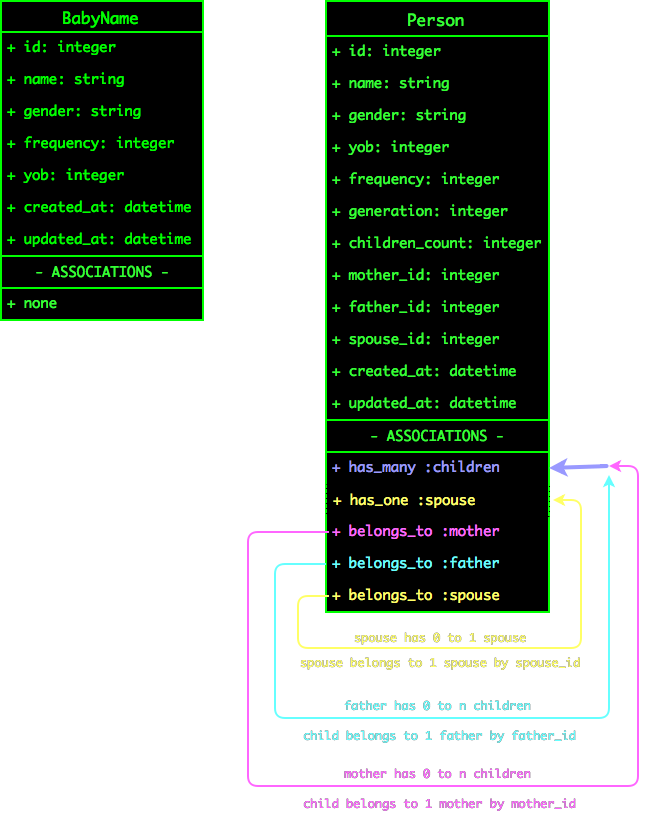 BabyName
+ id: integer
+ name: string
+ gender: string
+ frequency: integer
+ yob: integer
+ created_at: datetime
+ updated_at: datetime
- ASSOCIATIONS -
+ none
Person
+ id: integer
+ name: string
+ gender: string
+ yob: integer
+ frequency: integer
+ generation: integer
+ children_count: integer
+ mother_id: integer
+ father_id: integer
+ spouse_id: integer
+ created_at: datetime
+ updated_at: datetime
- ASSOCIATIONS -
+ has_many :children
+ has_one :spouse
+ belongs_to :mother
+ belongs_to :father
+ belongs_to :spouse
spouse has 0 to 1 spouse
spouse belongs to 1 spouse by spouse_id
father has 0 to n children
child belongs to 1 father by father_id
mother has 0 to n children
child belongs to 1 mother by mother_id